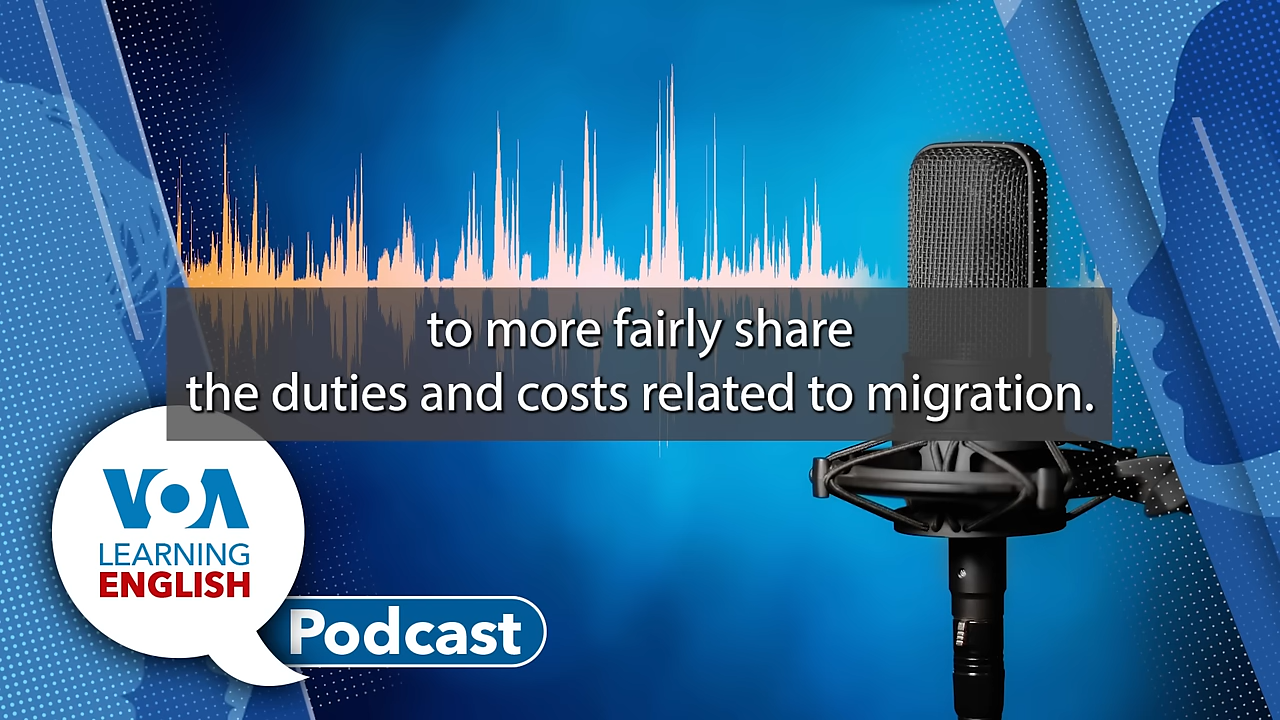 to more fairly share
the duties and costs related to migration.
VOA
LEARNING
ENGLISH
Podcast